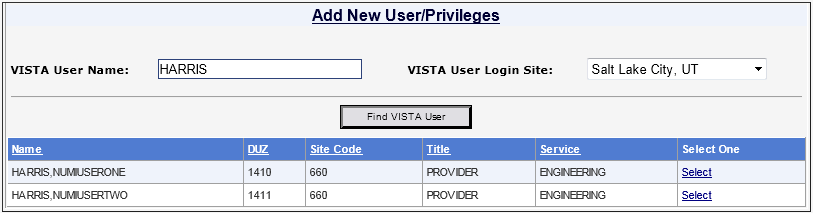 Add New User/Privileges
VISTA User Name: HARRIS VISTA User Login Site: Salt Lake City, UT
Find VISTA User
Name DUZ Site Code Title Service Select One
HARRIS,NUMIUSERONE 1410 660 PROVIDER ENGINEERING Select
HARRIS,NUMIUSERTWO 1411 660 PROVIDER ENGINEERING Select